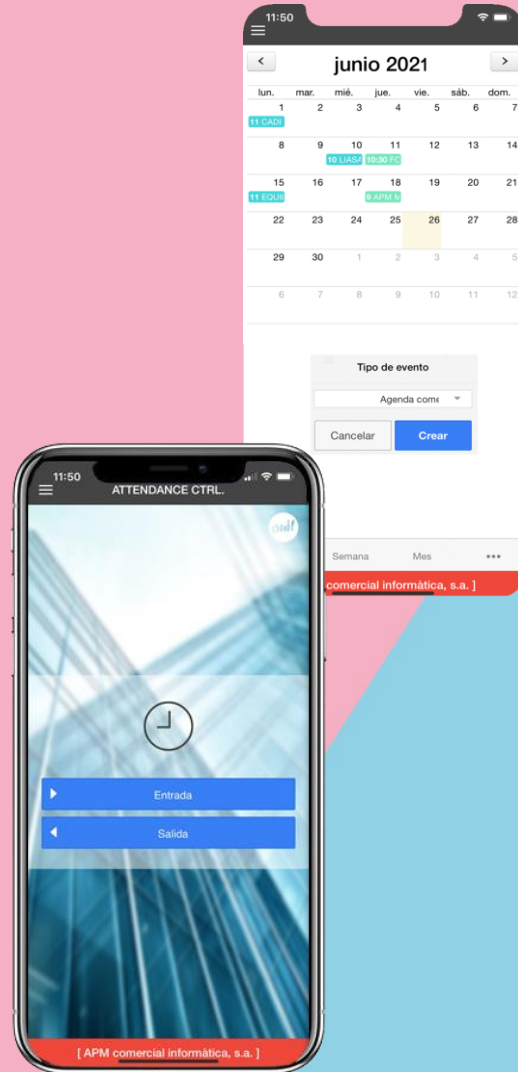 11:50
junio 2021
lun. mar. mié. jue. vie. sáb. dom.
1 2 3 4 5 6 7
11 CADI
8 9 10 11 12 13 14
10 LIASA 10:30 FC
15 16 17 18 19 20 21
11 EQUII 9 APM M
22 23 24 25 26 27 28
29 30 1 2 3 4 5
6 7 8 9 10 11 12
Tipo de evento
Agenda come
Cancelar Crear
Semana Mes
comercial informàtica, s.a. ]
11:50
ATTENDANCE CTRL.
Entrada
Salida
[ APM comercial informàtica, s.a. ]